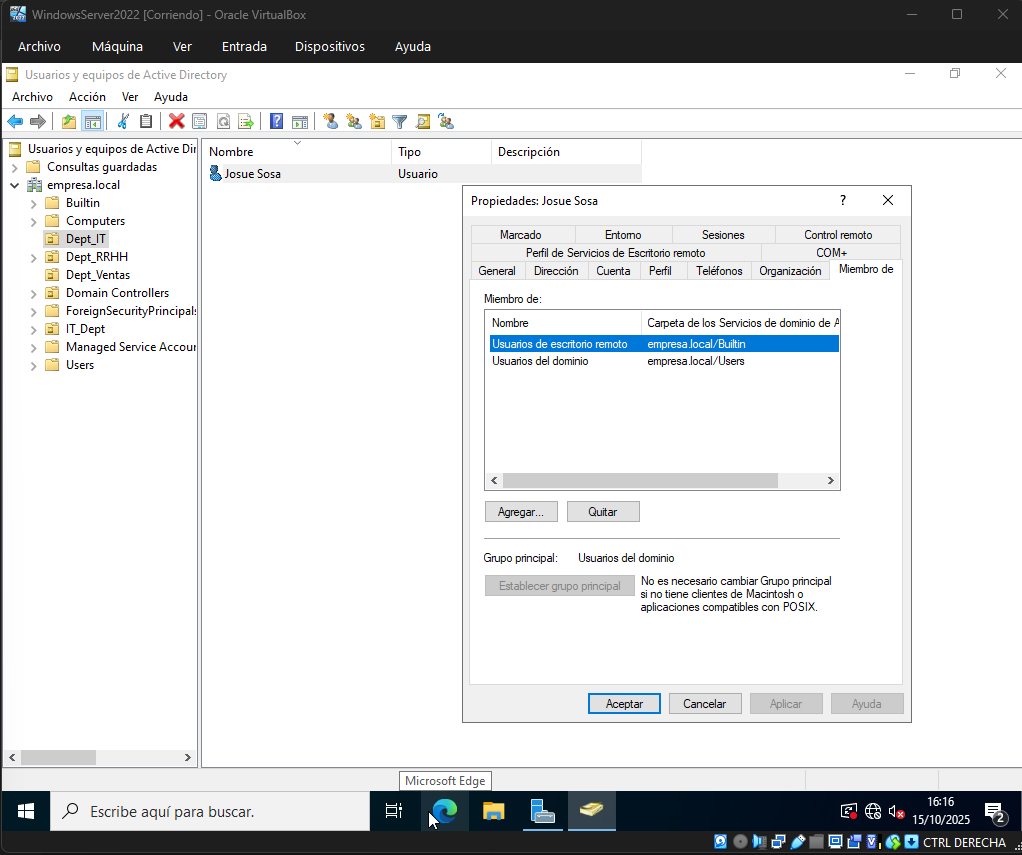 WindowsServer2022 [Corriendo] - Oracle VirtualBox
Archivo Máquina Ver Entrada Dispositivos Ayuda
Usuarios y equipos de Active Directory
Archivo Acción Ver Ayuda
Usuarios y equipos de Active Dir
Consultas guardadas
empresa.local
Builtin
Computers
Dept_IT
Dept_RRHH
Dept_Ventas
Domain Controllers
ForeignSecurityPrincipals
IT_Dept
Managed Service Accour
Users
Nombre Tipo Descripción
Josue Sosa Usuario
Propiedades: Josue Sosa
?
Marcado Entorno Sesiones Control remoto
Perfil de Servicios de Escritorio remoto COM+
General Dirección Cuenta Perfil Teléfonos Organización Miembro de
Miembro de:
Nombre Carpeta de los Servicios de dominio de A
Usuarios de escritorio remoto empresa.local/Builtin
Usuarios del dominio empresa.local/Users
Agregar... Quitar
Grupo principal: Usuarios del dominio
Establecer grupo principal
No es necesario cambiar Grupo principal
si no tiene clientes de Macintosh o
aplicaciones compatibles con POSIX.
Aceptar Cancelar Aplicar Ayuda
Microsoft Edge
Escribe aquí para buscar.
16:16
15/10/2025
2
CTRL DERECHA